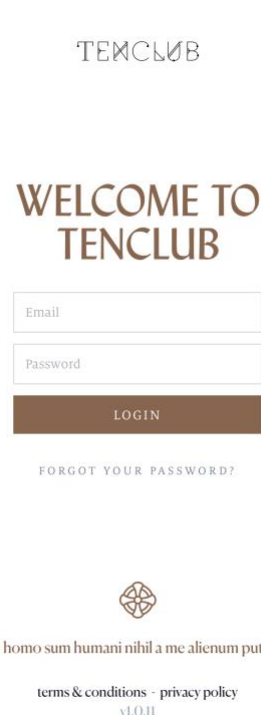 TENCLUB
WELCOME TO
TENCLUB
Email
Password
LOGIN
FORGOT YOUR PASSWORD?
homo sum humani nihil a me alienum put
terms & conditions - privacy policy
v1.0.11